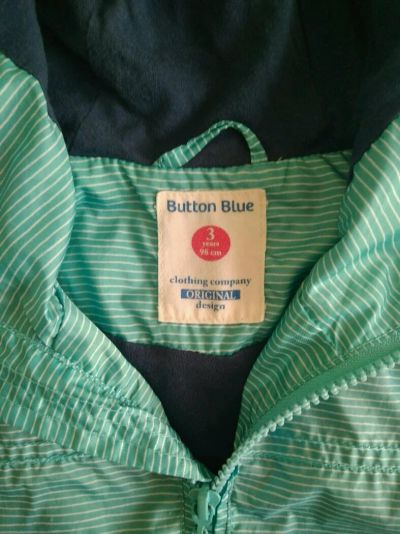 Button Blue
3
years
98 cm
clothing company
ORIGINAL
design